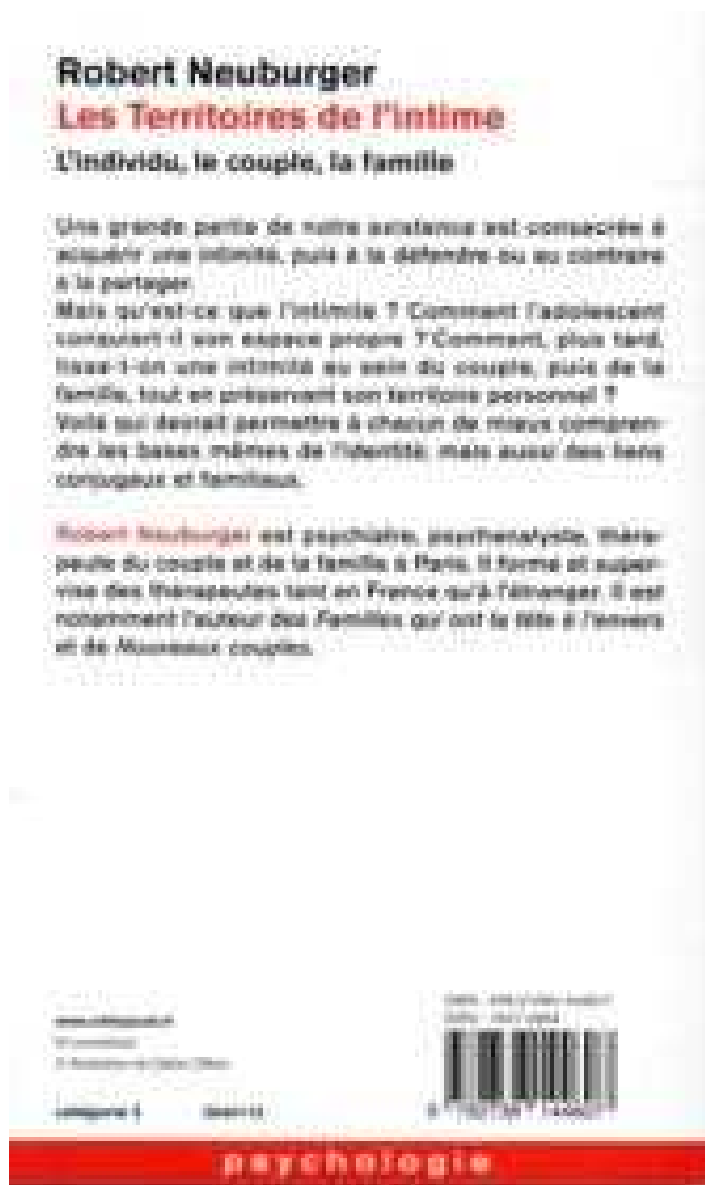 Robert Neuburger
Les Territoires de l'intime
L'individu, le couple, la famille
Une grande partie de notre existence est consacrée à
acquérir une intimité, puis à la défendre ou au contraire
à la partager.
Mais qu'est-ce que l'intimité ? Comment l'adolescent
conquiert-il son espace propre ? Comment, plus tard,
tisse-t-on une intimité au sein du couple, puis de la
famille, tout en préservant son territoire personnel ?
Voilà qui devrait permettre à chacun de mieux compren-
dre les bases mêmes de l'identité, mais aussi des liens
conjugaux et familiaux.
Robert Neuburger est psychiatre, psychanalyste, théra-
peute du couple et de la famille à Paris. Il forme et super-
vise des thérapeutes tant en France qu'à l'étranger. Il est
notamment l'auteur des Familles qui ont la tête à l'envers
et de Nouveaux couples.
ISBN
psychologie